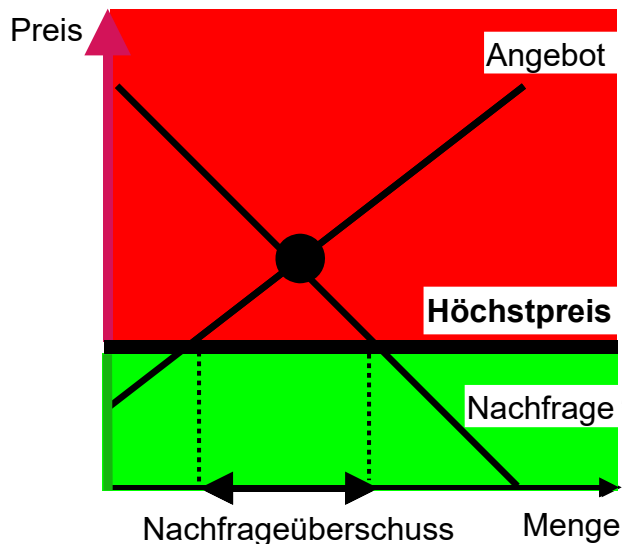 Preis
Angebot
Höchstpreis
Nachfrage
Nachfrageüberschuss
Menge